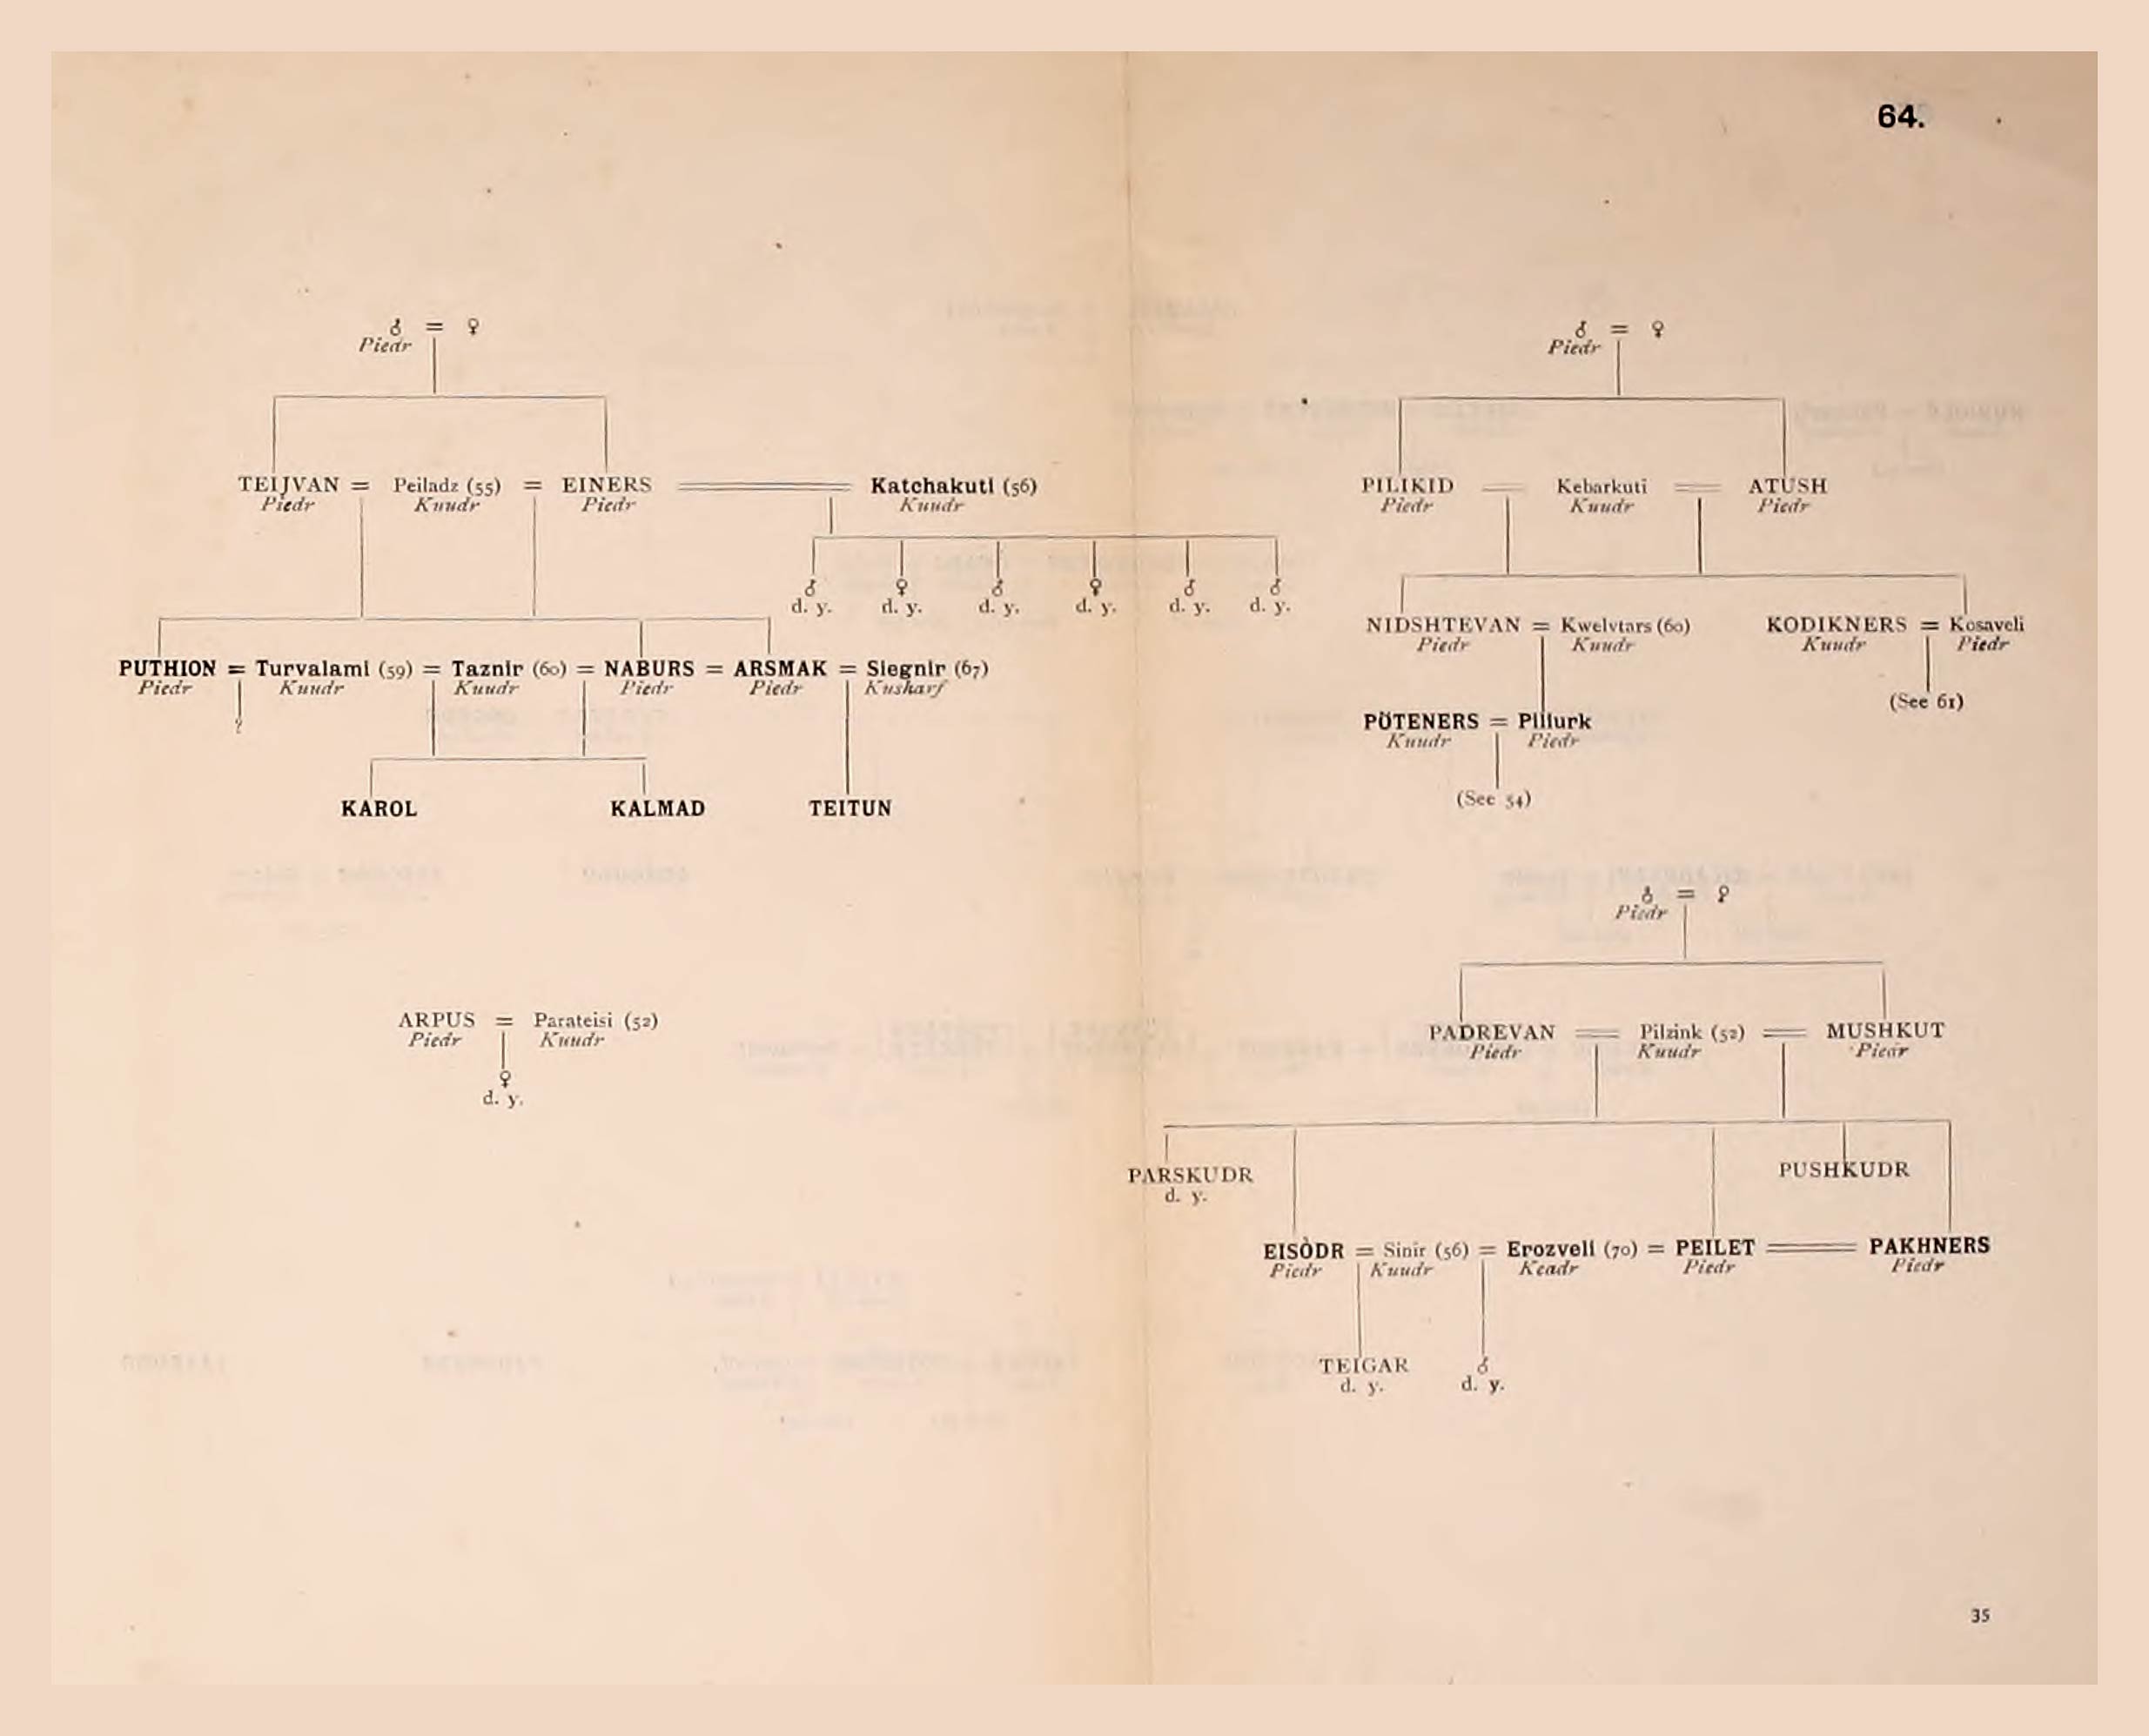 64.
♂ = ♀
Piedr
TEIJVAN = Peiladz (55) = EINERS = Katchakuti (56)
Piedr Kuudr Piedr Kuudr
♂ ♀ ♂ ♀ ♂ ♂
d. y. d. y. d. y. d. y. d. y. d. y.
PUTHION = Turvalami (59) = Taznir (60) = NABURS = ARSMAK = Siegnir (67)
Piedr Kuudr Kuudr Piedr Piedr Kusharf
?
KAROL KALMAD TEITUN
♂ = ♀
Piedr
PILIKID = Kebarkuti = ATUSH
Piedr Kuudr Piedr
NIDSHTEVAN = Kwelvtars (60) KODIKNERS = Kosaveli
Piedr Kuudr Kuudr Piedr
(See 61)
PÖTENERS = Pillurk
Kuudr Piedr
(See 54)
ARPUS = Parateisi (52)
Piedr Kuudr
♀
d. y.
♂ = ♀
Piedr
PADREVAN = Pilzink (52) = MUSHKUT
Piedr Kuudr Piedr
PARSKUDR PUSHKUDR
d. y.
EISÒDR = Sinir (56) = Erozveli (70) = PEILET = PAKHNERS
Piedr Kuudr Keadr Piedr Piedr
TEIGAR ♂
d. y. d. y.
35